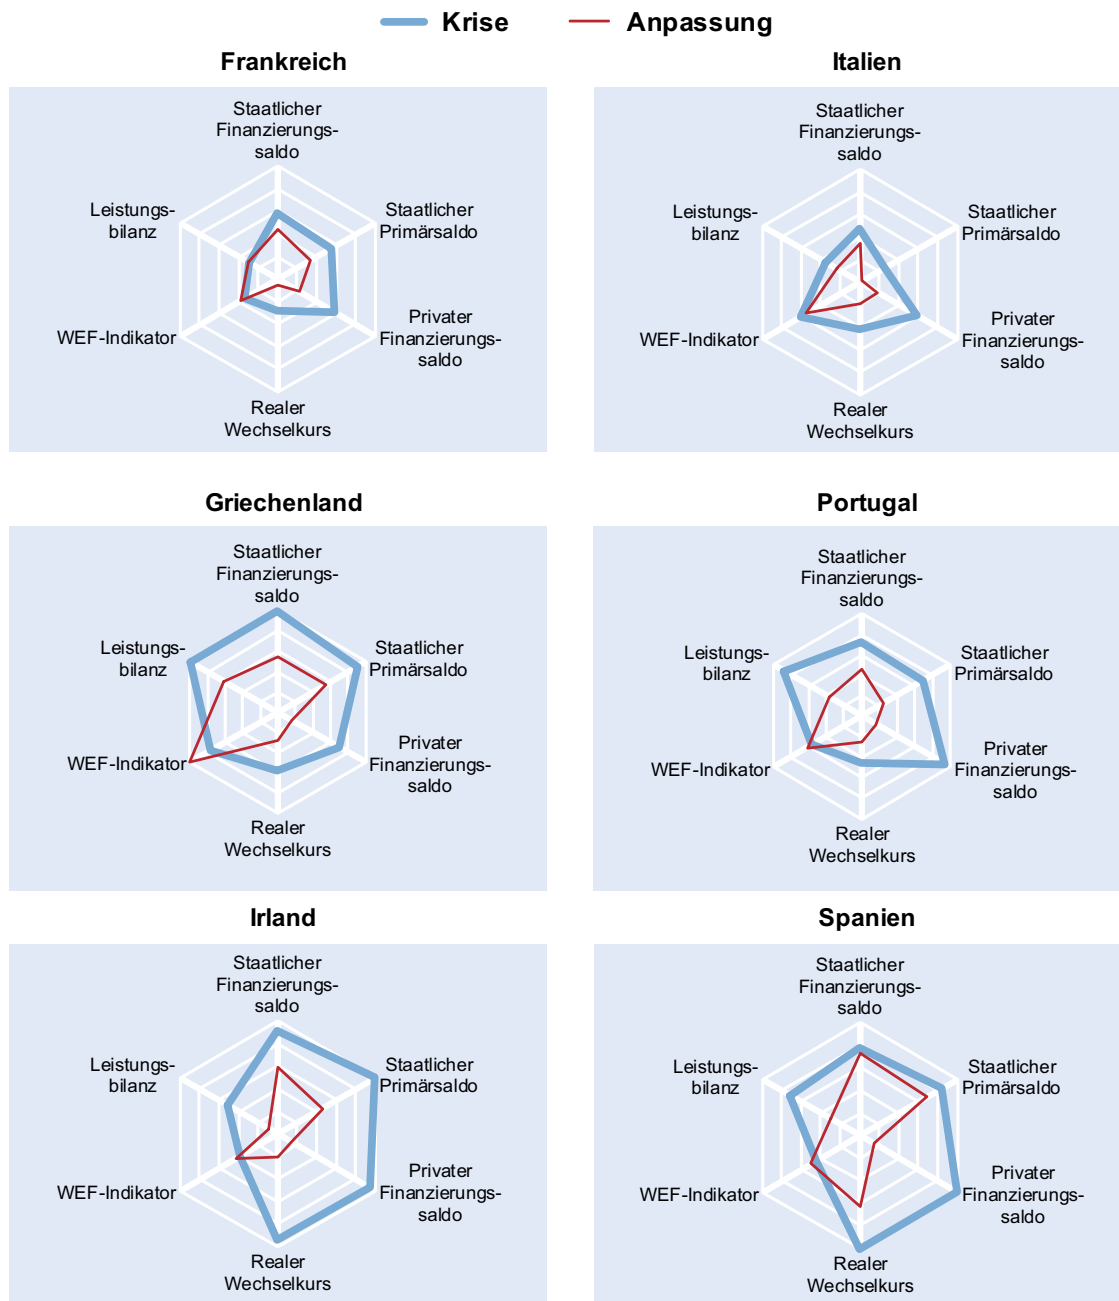 Krise
Anpassung
Frankreich
Staatlicher
Finanzierungs-
saldo
Leistungs-
bilanz
Staatlicher
Primärsaldo
WEF-Indikator
Privater
Finanzierungs-
saldo
Realer
Wechselkurs
Italien
Staatlicher
Finanzierungs-
saldo
Leistungs-
bilanz
Staatlicher
Primärsaldo
WEF-Indikator
Privater
Finanzierungs-
saldo
Realer
Wechselkurs
Griechenland
Staatlicher
Finanzierungs-
saldo
Leistungs-
bilanz
Staatlicher
Primärsaldo
WEF-Indikator
Privater
Finanzierungs-
saldo
Realer
Wechselkurs
Portugal
Staatlicher
Finanzierungs-
saldo
Leistungs-
bilanz
Staatlicher
Primärsaldo
WEF-Indikator
Privater
Finanzierungs-
saldo
Realer
Wechselkurs
Irland
Staatlicher
Finanzierungs-
saldo
Leistungs-
bilanz
Staatlicher
Primärsaldo
WEF-Indikator
Privater
Finanzierungs-
saldo
Realer
Wechselkurs
Spanien
Staatlicher
Finanzierungs-
saldo
Leistungs-
bilanz
Staatlicher
Primärsaldo
WEF-Indikator
Privater
Finanzierungs-
saldo
Realer
Wechselkurs